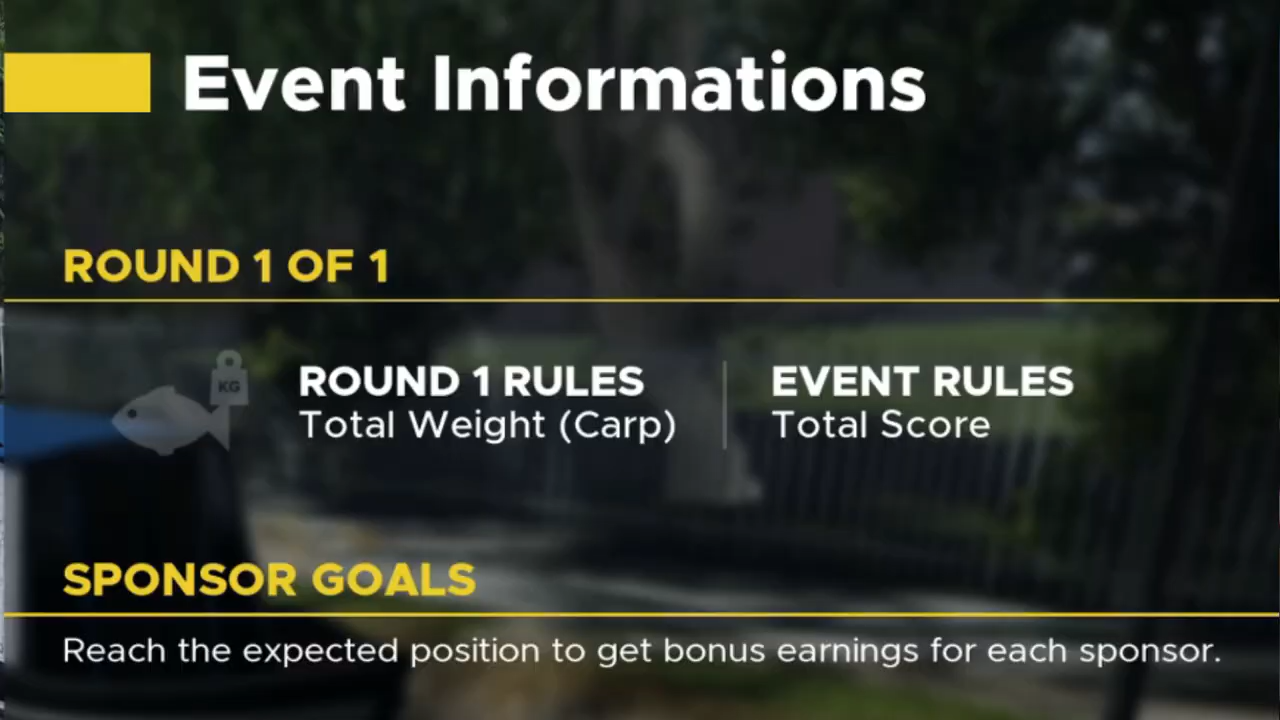 Event Informations
ROUND 1 OF 1
KG
ROUND 1 RULES
Total Weight (Carp)
EVENT RULES
Total Score
SPONSOR GOALS
Reach the expected position to get bonus earnings for each sponsor.